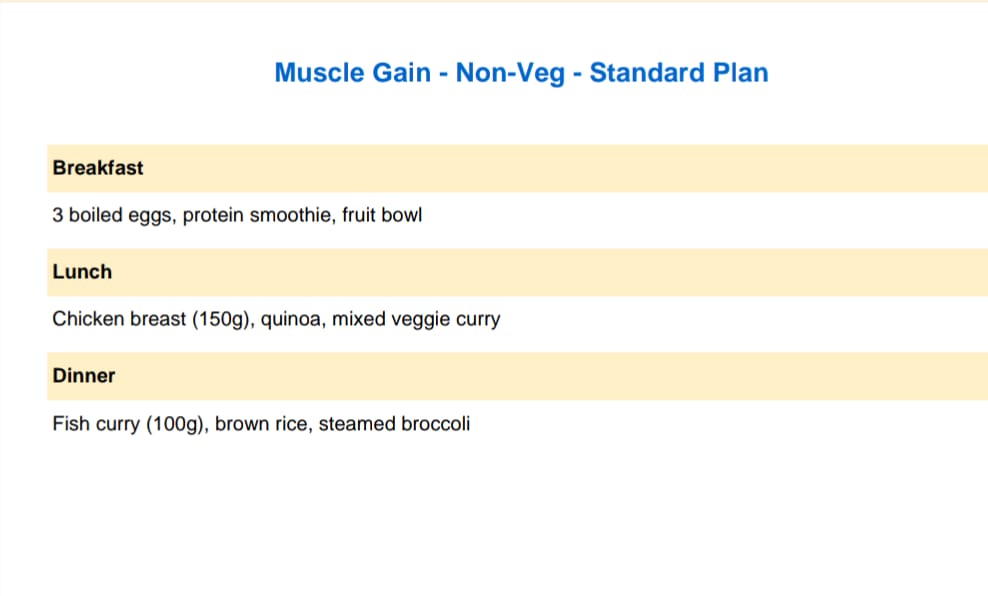 Muscle Gain - Non-Veg - Standard Plan
Breakfast
3 boiled eggs, protein smoothie, fruit bowl
Lunch
Chicken breast (150g), quinoa, mixed veggie curry
Dinner
Fish curry (100g), brown rice, steamed broccoli